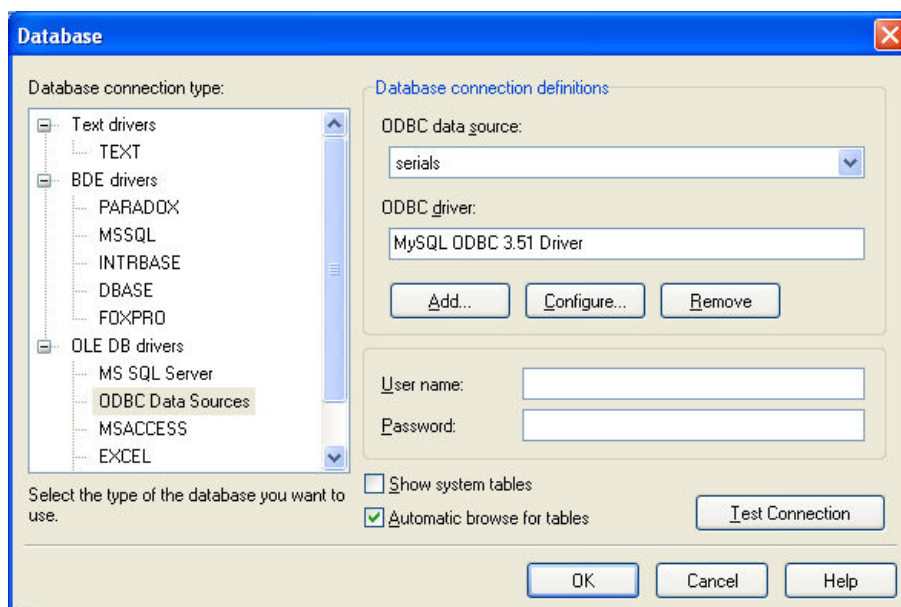 Database
Database connection type:
Text drivers
TEXT
BDE drivers
PARADOX
MSSQL
INTRBASE
DBASE
FOXPRO
OLE DB drivers
MS SQL Server
ODBC Data Sources
MSACCESS
EXCEL
Select the type of the database you want to
use.
Database connection definitions
ODBC data source:
serials
ODBC driver:
MySQL ODBC 3.51 Driver
Add... Configure... Remove
User name:
Password:
Show system tables
Automatic browse for tables
Test Connection
OK Cancel Help